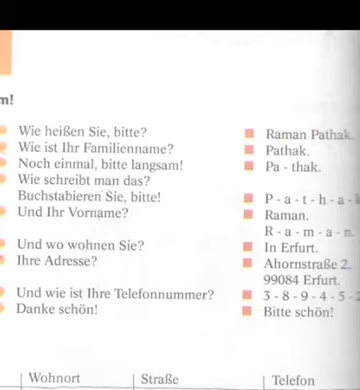 m!
Wie heißen Sie, bitte? Raman Pathak.
Wie ist Ihr Familienname? Pathak.
Noch einmal, bitte langsam! Pa - thak.
Wie schreibt man das?
Buchstabieren Sie, bitte! P - a - t - h - a -
Und Ihr Vorname? Raman.
R - a - m - a - n.
Und wo wohnen Sie? In Erfurt.
Ihre Adresse? Ahornstraße 2,
99084 Erfurt.
Und wie ist Ihre Telefonnummer? 3 - 8 - 9 - 4 - 5 -
Danke schön! Bitte schön!
Wohnort Straße Telefon